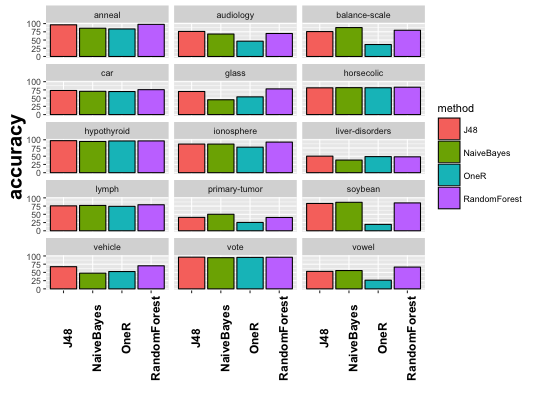 accuracy
anneal audiology balance-scale
100
75
50
25
0
car glass horsecolic
100
75
50
25
0
hypothyroid ionosphere liver-disorders
100
75
50
25
0
lymph primary-tumor soybean
100
75
50
25
0
vehicle vote vowel
100
75
50
25
0
J48 NaiveBayes OneR RandomForest J48 NaiveBayes OneR RandomForest J48 NaiveBayes OneR RandomForest
method
J48
NaiveBayes
OneR
RandomForest